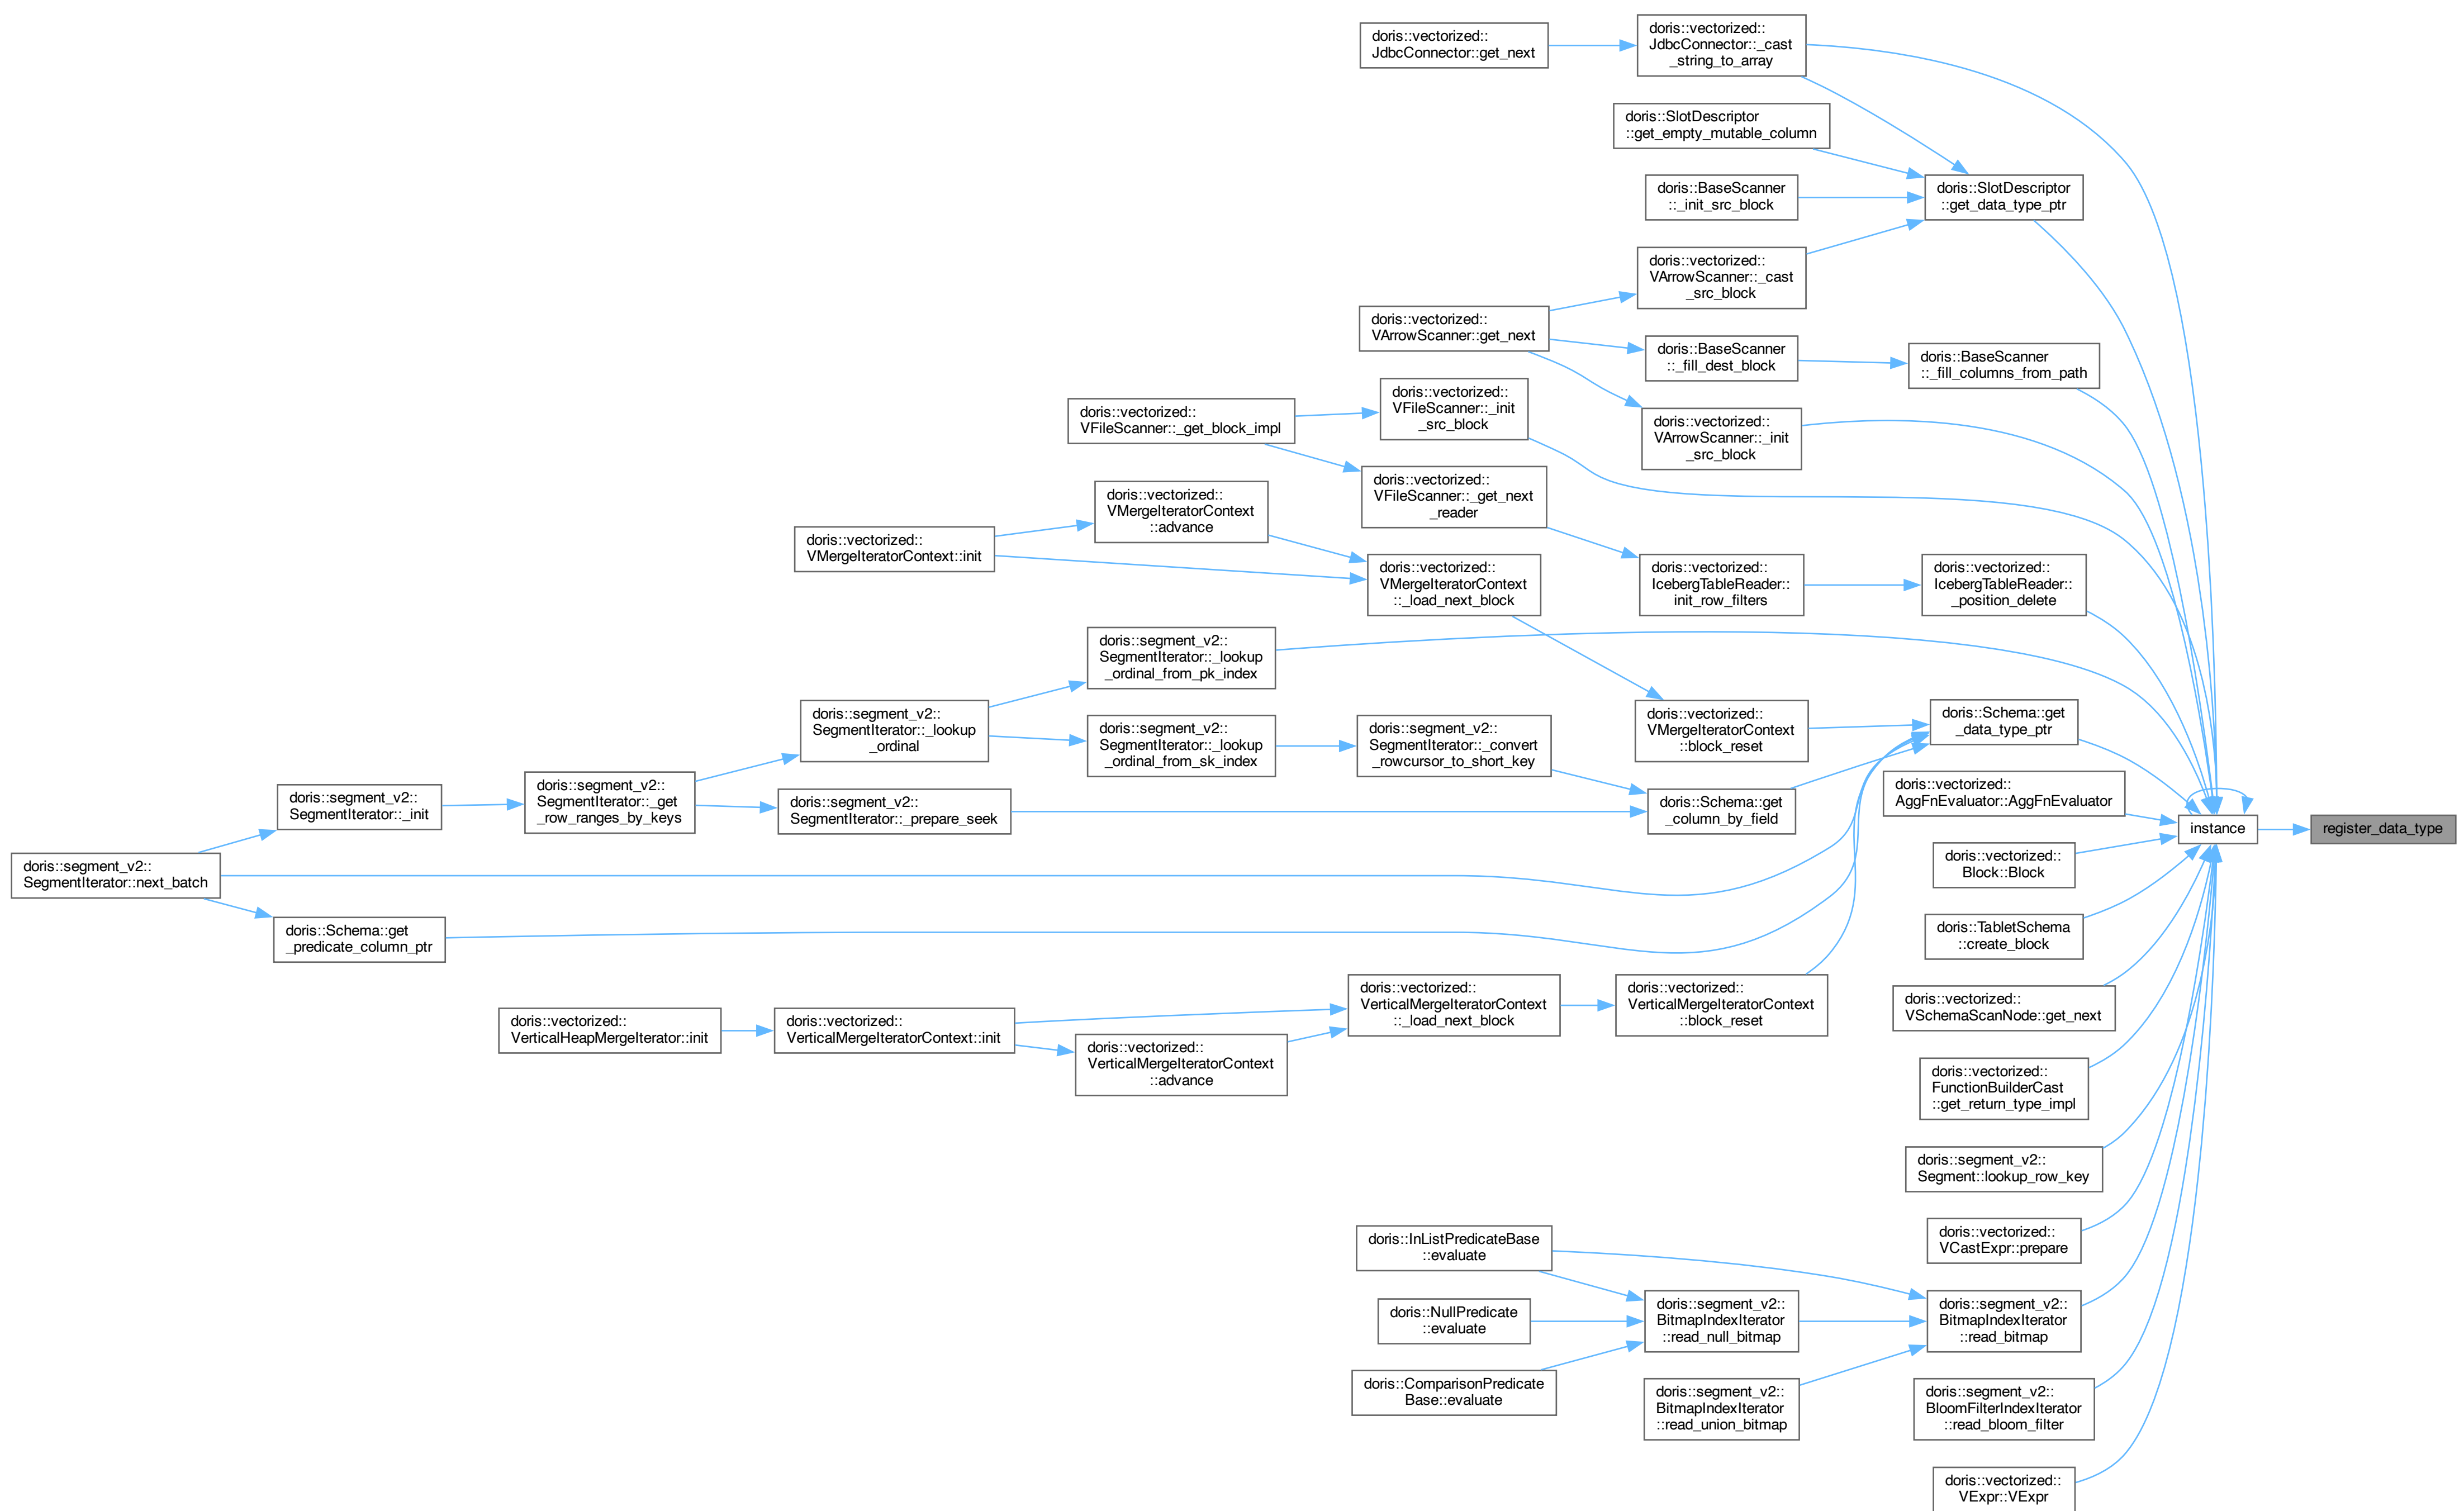 doris::vectorized::
JdbcConnector::get_next
doris::vectorized::
JdbcConnector::_cast
_string_to_array
doris::SlotDescriptor
::get_empty_mutable_column
doris::BaseScanner
::_init_src_block
doris::SlotDescriptor
::get_data_type_ptr
doris::vectorized::
VArrowScanner::_cast
_src_block
doris::vectorized::
VArrowScanner::get_next
doris::BaseScanner
::_fill_dest_block
doris::BaseScanner
::_fill_columns_from_path
doris::vectorized::
VFileScanner::_get_block_impl
doris::vectorized::
VFileScanner::_init
_src_block
doris::vectorized::
VArrowScanner::_init
_src_block
doris::vectorized::
VFileScanner::_get_next
_reader
doris::vectorized::
VMergeIteratorContext
::advance
doris::vectorized::
VMergeIteratorContext::init
doris::vectorized::
VMergeIteratorContext
::_load_next_block
doris::vectorized::
IcebergTableReader::
init_row_filters
doris::vectorized::
IcebergTableReader::
_position_delete
doris::segment_v2::
SegmentIterator::_lookup
_ordinal_from_pk_index
doris::segment_v2::
SegmentIterator::_lookup
_ordinal
doris::segment_v2::
SegmentIterator::_lookup
_ordinal_from_sk_index
doris::segment_v2::
SegmentIterator::_convert
_rowcursor_to_short_key
doris::vectorized::
VMergeIteratorContext
::block_reset
doris::Schema::get
_data_type_ptr
doris::segment_v2::
SegmentIterator::_init
doris::segment_v2::
SegmentIterator::_get
_row_ranges_by_keys
doris::segment_v2::
SegmentIterator::_prepare_seek
doris::Schema::get
_column_by_field
doris::vectorized::
AggFnEvaluator::AggFnEvaluator
instance
register_data_type
doris::segment_v2::
SegmentIterator::next_batch
doris::vectorized::
Block::Block
doris::Schema::get
_predicate_column_ptr
doris::TabletSchema
::create_block
doris::vectorized::
VerticalHeapMergeIterator::init
doris::vectorized::
VerticalMergeIteratorContext::init
doris::vectorized::
VerticalMergeIteratorContext
::_load_next_block
doris::vectorized::
VerticalMergeIteratorContext
::block_reset
doris::vectorized::
VSchemaScanNode::get_next
doris::vectorized::
VerticalMergeIteratorContext
::advance
doris::vectorized::
FunctionBuilderCast
::get_return_type_impl
doris::segment_v2::
Segment::lookup_row_key
doris::vectorized::
VCastExpr::prepare
doris::InListPredicateBase
::evaluate
doris::NullPredicate
::evaluate
doris::segment_v2::
BitmapIndexIterator
::read_null_bitmap
doris::segment_v2::
BitmapIndexIterator
::read_bitmap
doris::ComparisonPredicate
Base::evaluate
doris::segment_v2::
BitmapIndexIterator
::read_union_bitmap
doris::segment_v2::
BloomFilterIndexIterator
::read_bloom_filter
doris::vectorized::
VExpr::VExpr